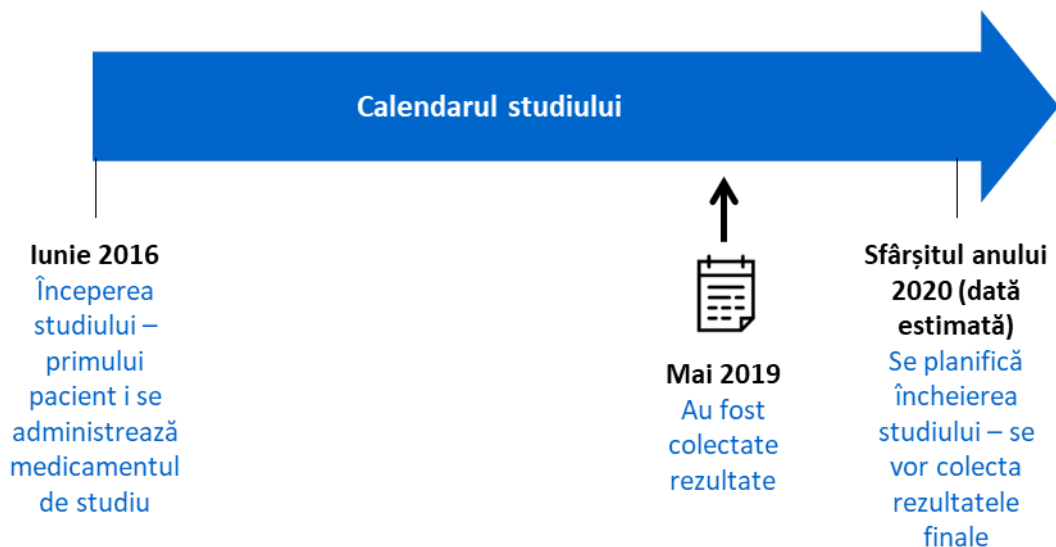 Calendarul studiului
Iunie 2016
Începerea
studiului –
primului
pacient i se
administrează
medicamentul
de studiu
Mai 2019
Au fost
colectate
rezultate
Sfârșitul anului
2020 (dată
estimată)
Se planifică
încheierea
studiului – se
vor colecta
rezultatele
finale